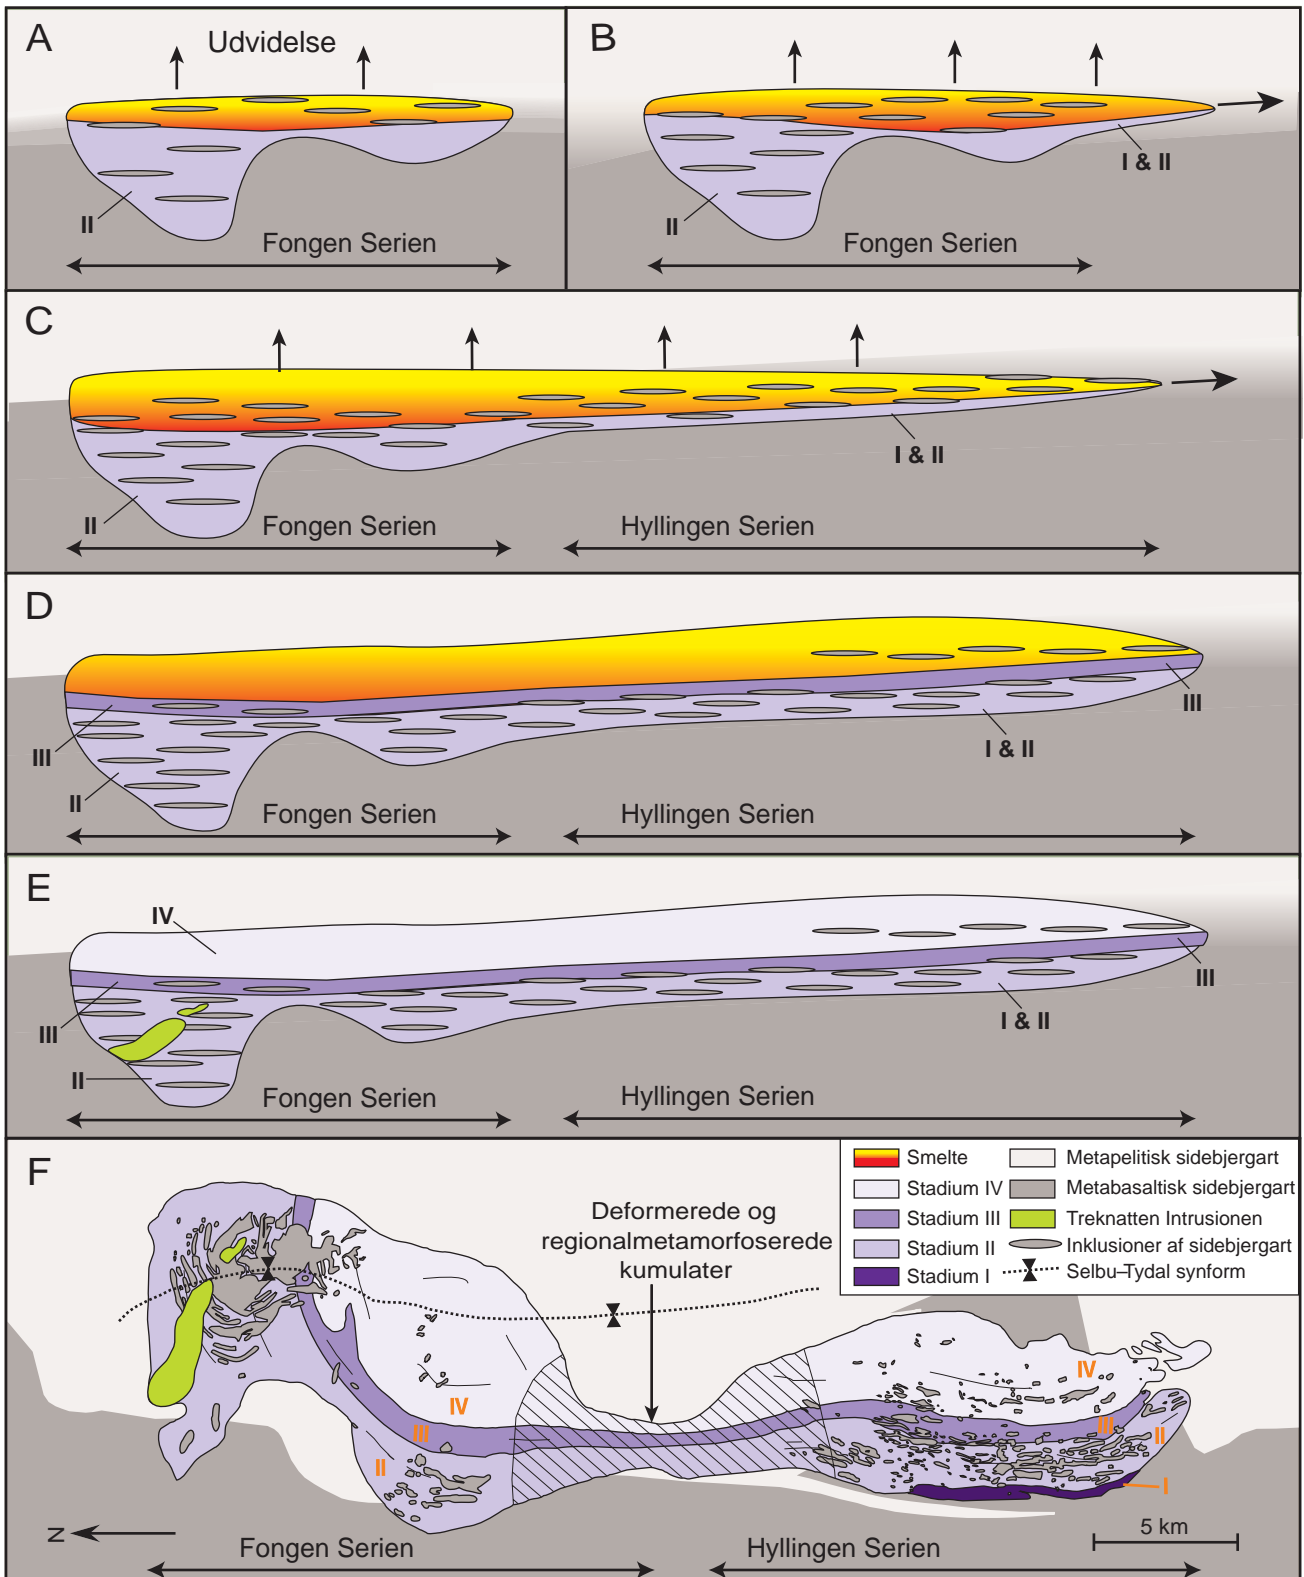 A
Udvidelse
II
Fongen Serien
B
I & II
II
Fongen Serien
C
I & II
II
Fongen Serien
Hyllingen Serien
D
III
III
I & II
II
Fongen Serien
Hyllingen Serien
E
IV
III
III
I & II
II
Fongen Serien
Hyllingen Serien
F
Smelte
Stadium IV
Stadium III
Stadium II
Stadium I
Metapelitisk sidebjergart
Metabasaltisk sidebjergart
Treknatten Intrusionen
Inklusioner af sidebjergart
Selbu–Tydal synform
Deformerede og
regionalmetamorfoserede
kumulater
IV
IV
III
III
II
II
I
N
5 km
Fongen Serien
Hyllingen Serien